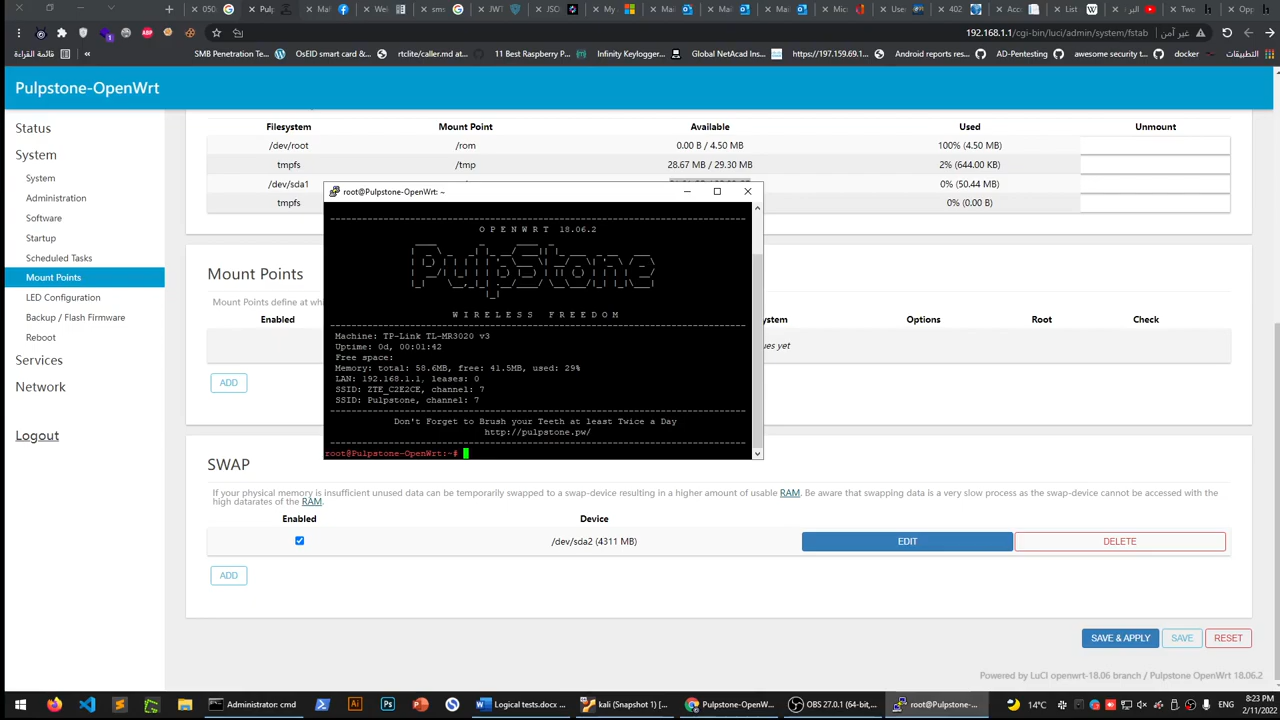 192.168.1.1/cgi-bin/luci/admin/system/fstab
غير آمن
SMB Penetration Te...
OsEID smart card &...
rtclite/caller.md...
11 Best Raspberry P...
Infinity Keylogger...
Global NetAcad Ins...
https://197.159.69.1...
Android reports res...
AD-Pentesting
docker
التطبيقات
Pulpstone-OpenWrt
Status
System
System
Administration
Software
Startup
Scheduled Tasks
Mount Points
LED Configuration
Backup / Flash Firmware
Reboot
Services
Network
Logout
Filesystem Mount Point Available Used Unmount
/dev/root /rom 0.00 B / 4.50 MB 100% (4.50 MB)
tmpfs /tmp 28.67 MB / 29.30 MB 2% (644.00 KB)
/dev/sda1 0% (50.44 MB)
tmpfs 0% (0.00 B)
Mount Points
Mount Points define at
Enabled Options Root Check
root@Pulpstone-OpenWrt: ~
O P E N W R T 18.06.2
PulpStone
W I R E L E S S F R E E D O M
Machine: TP-Link TL-MR3020 v3
Uptime: 0d, 00:01:42
Free space:
Memory: total: 58.6MB, free: 41.5MB, used: 29%
LAN: 192.168.1.1, leases: 0
SSID: ZTE_C2E2CE, channel: 7
SSID: Pulpstone, channel: 7
Don't Forget to Brush your Teeth at least Twice a Day
http://pulpstone.pw/
root@Pulpstone-OpenWrt:~#
ADD
SWAP
If your physical memory is insufficient unused data can be temporarily swapped to a swap-device resulting in a higher amount of usable RAM. Be aware that swapping data is a very slow process as the swap-device cannot be accessed with the
high datarates of the RAM.
Enabled Device
/dev/sda2 (4311 MB) EDIT DELETE
ADD
SAVE & APPLY SAVE RESET
Powered by LuCI openwrt-18.06 branch / Pulpstone OpenWrt 18.06.2
Administrator: cmd
Logical tests.docx ...
kali (Snapshot 1) [...
Pulpstone-OpenWrt...
OBS 27.0.1 (64-bit,...
root@Pulpstone-...
14°C
8:23 PM
2/11/2022